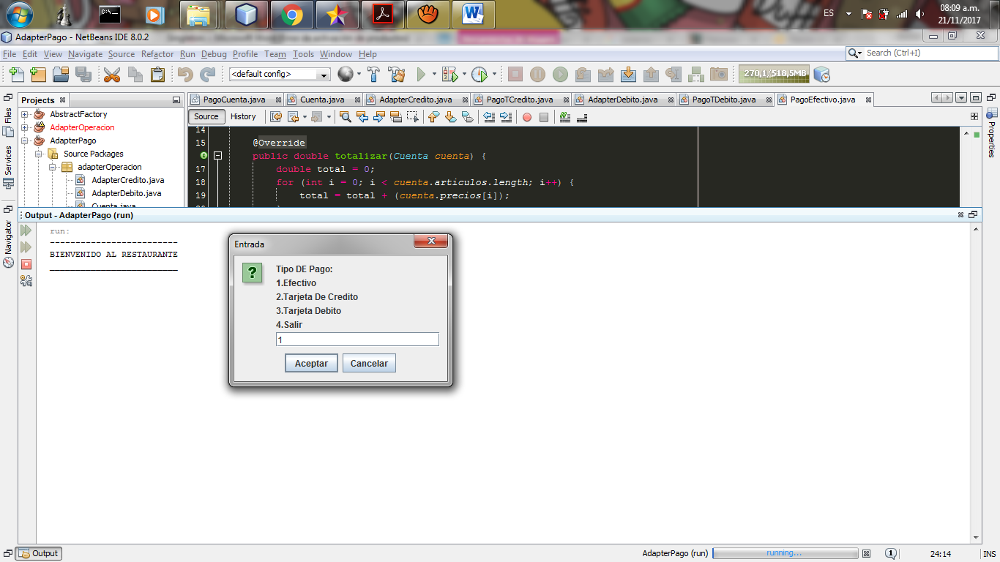 08:09 a.m.
ES
21/11/2017
C:\_
AdapterPago - NetBeans IDE 8.0.2
File Edit View Navigate Source Refactor Run Debug Profile Team Tools Window Help
Search (Ctrl+I)
<default config>
270,1/518,5MB
Projects
PagoCuenta.java Cuenta.java AdapterCredito.java PagoTCredito.java AdapterDebito.java PagoTDebito.java PagoEfectivo.java
Files
Services
Navigator
Properties
AbstractFactory
AdapterOperacion
AdapterPago
Source Packages
adapterOperacion
AdapterCredito.java
AdapterDebito.java
Cuenta.java
Source History
14
15 @Override
public double totalizar(Cuenta cuenta) {
17 double total = 0;
18 for (int i = 0; i < cuenta.articulos.length; i++) {
19 total = total + (cuenta.precios[i]);
Output - AdapterPago (run)
run:
-------------------------
BIENVENIDO AL RESTAURANTE
_________________________
Entrada
Tipo DE Pago:
1.Efectivo
2.Tarjeta De Credito
3.Tarjeta Debito
4.Salir
1
Aceptar Cancelar
Output
AdapterPago (run) running... 1 24:14 INS